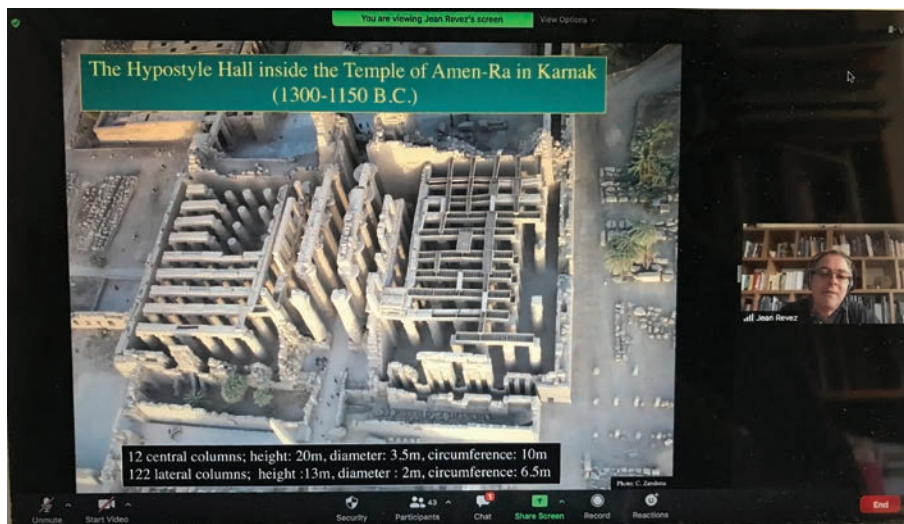 You are viewing Jean Revez's screen
View Options
The Hypostyle Hall inside the Temple of Amen-Ra in Karnak
(1300-1150 B.C.)
Jean Revez
12 central columns; height: 20m, diameter: 3.5m, circumference: 10m
122 lateral columns;  height :13m, diameter : 2m, circumference: 6.5m
Photo: C. Zandona
Unmute
Start Video
Security
43
Participants
Chat
Share Screen
Record
Reactions
End